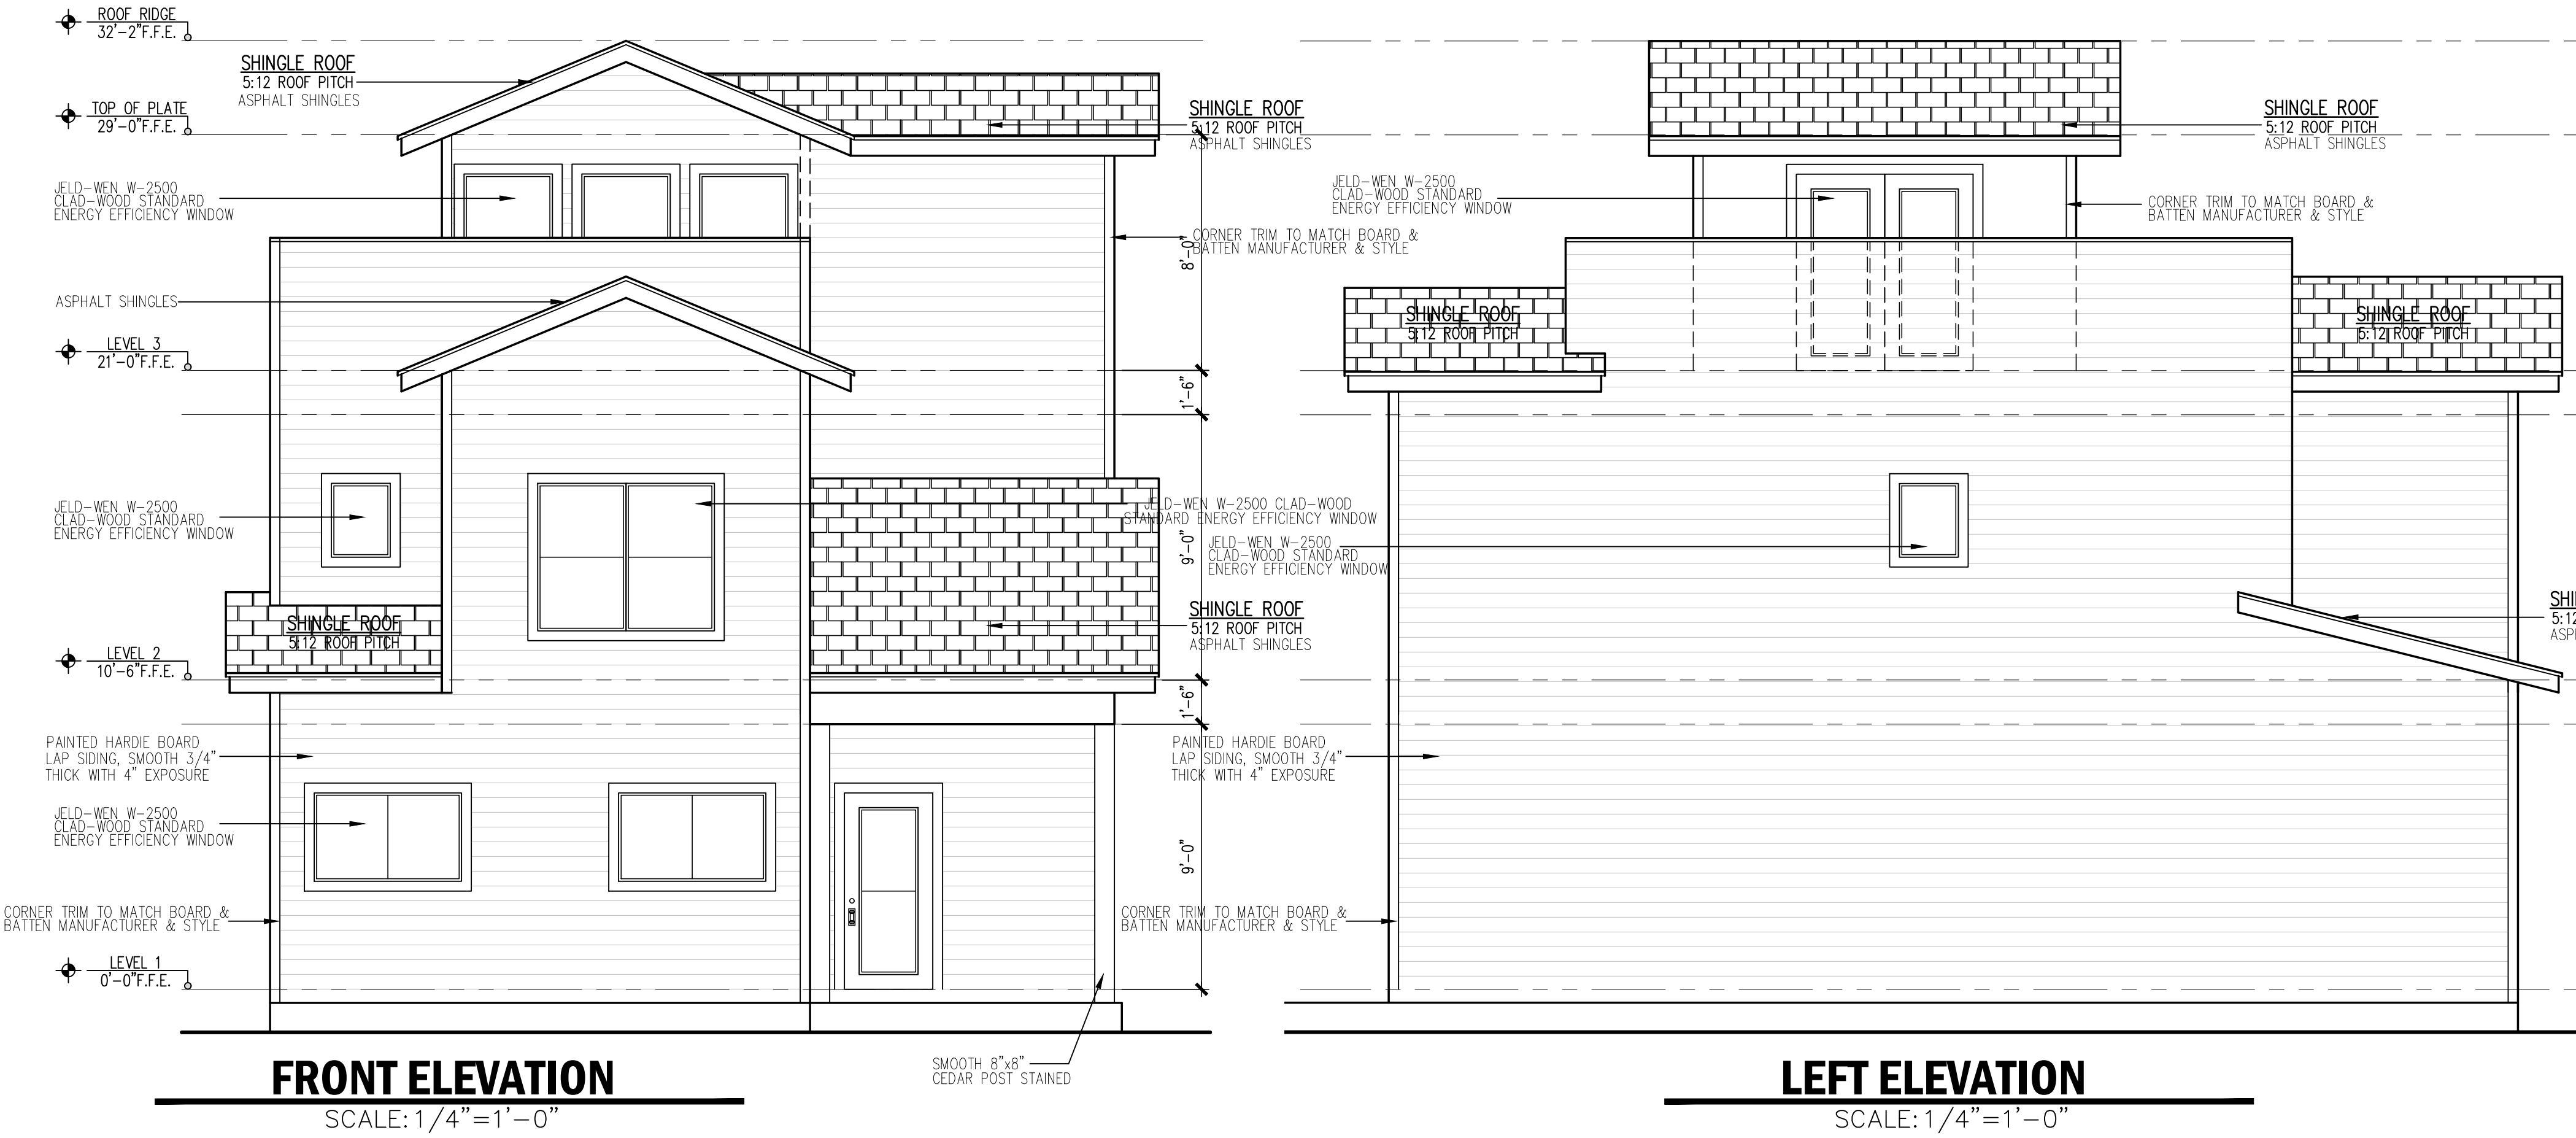 ROOF RIDGE
32'-2"F.F.E.
SHINGLE ROOF
5:12 ROOF PITCH
ASPHALT SHINGLES
TOP OF PLATE
29'-0"F.F.E.
SHINGLE ROOF
5:12 ROOF PITCH
ASPHALT SHINGLES
JELD-WEN W-2500
CLAD-WOOD STANDARD
ENERGY EFFICIENCY WINDOW
CORNER TRIM TO MATCH BOARD &
BATTEN MANUFACTURER & STYLE
8'-0"
ASPHALT SHINGLES
LEVEL 3
21'-0"F.F.E.
1'-6"
JELD-WEN W-2500
CLAD-WOOD STANDARD
ENERGY EFFICIENCY WINDOW
JELD-WEN W-2500 CLAD-WOOD
STANDARD ENERGY EFFICIENCY WINDOW
9'-0"
SHINGLE ROOF
5:12 ROOF PITCH
SHINGLE ROOF
5:12 ROOF PITCH
ASPHALT SHINGLES
LEVEL 2
10'-6"F.F.E.
1'-6"
PAINTED HARDIE BOARD
LAP SIDING, SMOOTH 3/4"
THICK WITH 4" EXPOSURE
JELD-WEN W-2500
CLAD-WOOD STANDARD
ENERGY EFFICIENCY WINDOW
9'-0"
CORNER TRIM TO MATCH BOARD &
BATTEN MANUFACTURER & STYLE
LEVEL 1
0'-0"F.F.E.
SMOOTH 8"x8"
CEDAR POST STAINED
FRONT ELEVATION
SCALE: 1/4"=1'-0"
SHINGLE ROOF
5:12 ROOF PITCH
ASPHALT SHINGLES
JELD-WEN W-2500
CLAD-WOOD STANDARD
ENERGY EFFICIENCY WINDOW
CORNER TRIM TO MATCH BOARD &
BATTEN MANUFACTURER & STYLE
SHINGLE ROOF
5:12 ROOF PITCH
SHINGLE ROOF
5:12 ROOF PITCH
JELD-WEN W-2500
CLAD-WOOD STANDARD
ENERGY EFFICIENCY WINDOW
SHI
5:12
ASP
PAINTED HARDIE BOARD
LAP SIDING, SMOOTH 3/4"
THICK WITH 4" EXPOSURE
CORNER TRIM TO MATCH BOARD &
BATTEN MANUFACTURER & STYLE
LEFT ELEVATION
SCALE: 1/4"=1'-0"